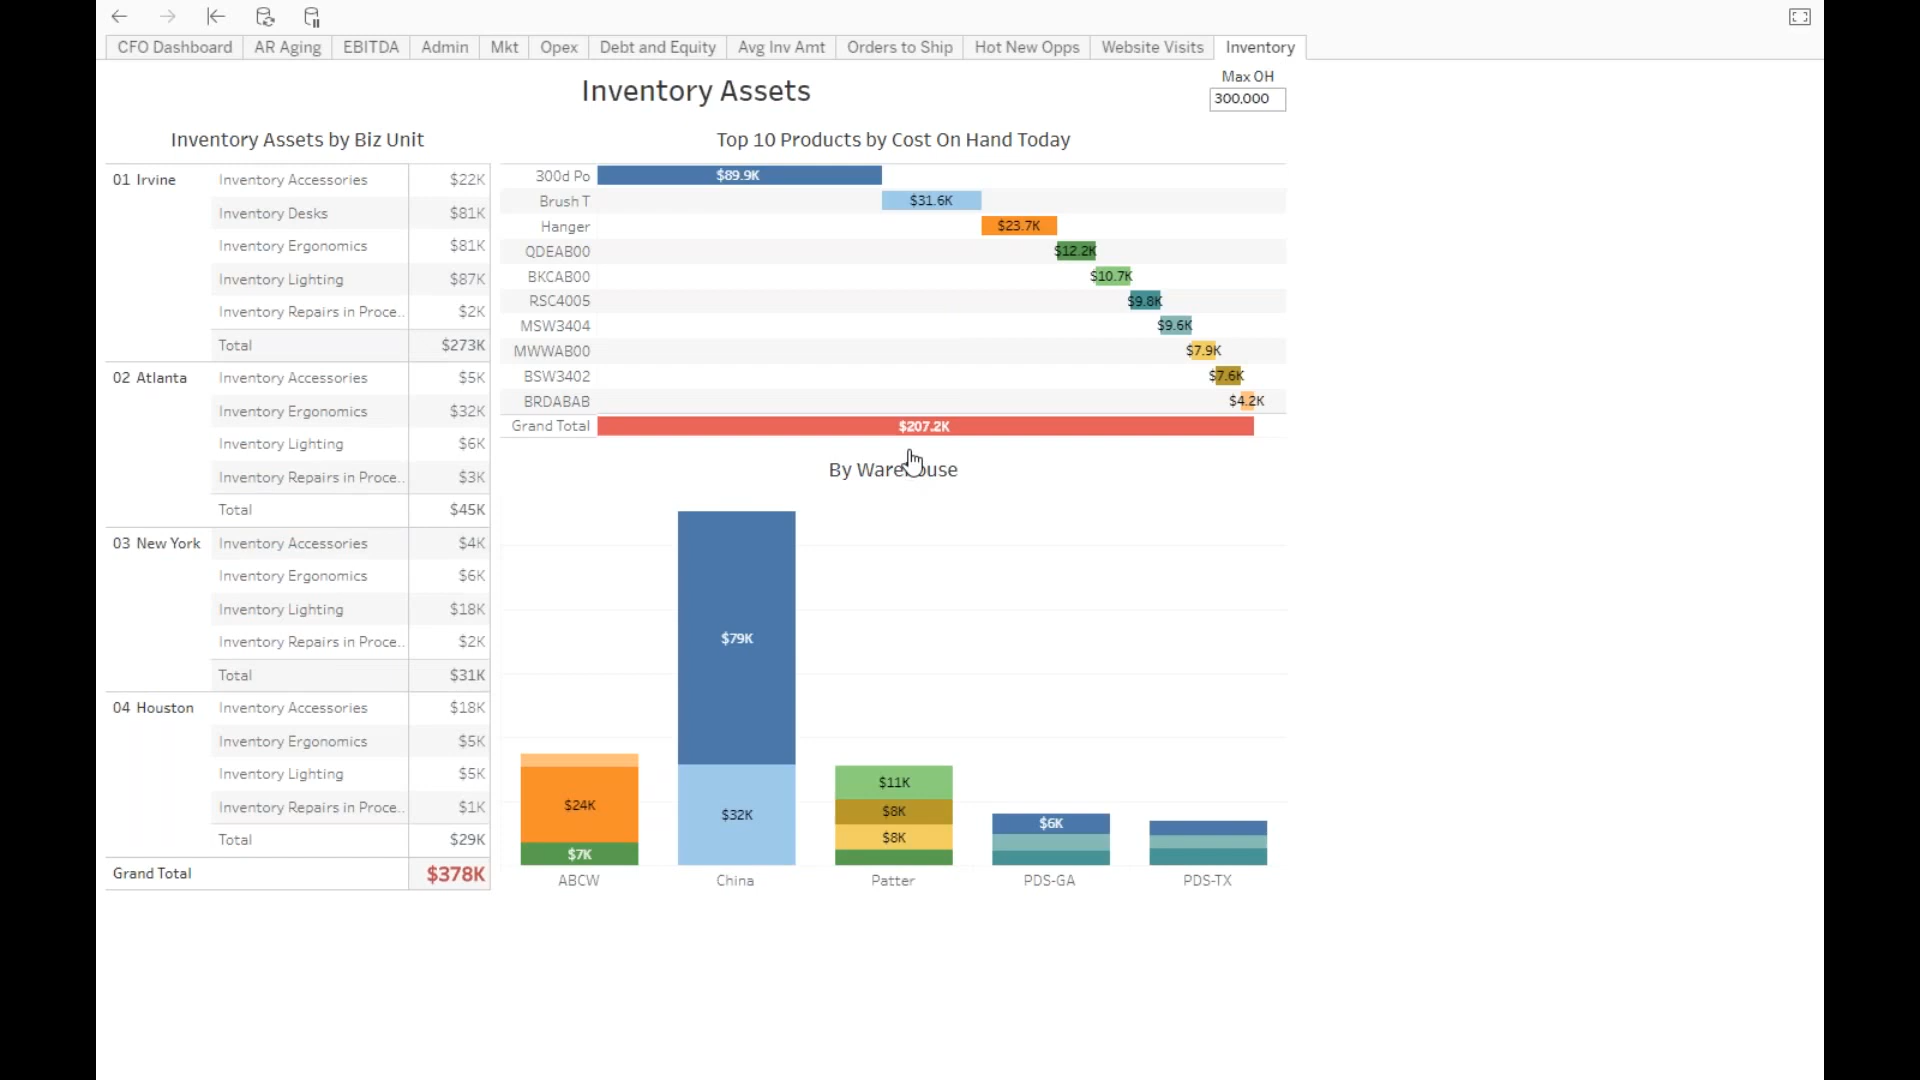 CFO Dashboard AR Aging EBITDA Admin Mkt Opex Debt and Equity Avg Inv Amt Orders to Ship Hot New Opps Website Visits Inventory
Inventory Assets
Max OH
300,000
Inventory Assets by Biz Unit
01 Irvine Inventory Accessories $22K
Inventory Desks $81K
Inventory Ergonomics $81K
Inventory Lighting $87K
Inventory Repairs in Proce.. $2K
Total $273K
02 Atlanta Inventory Accessories $5K
Inventory Ergonomics $32K
Inventory Lighting $6K
Inventory Repairs in Proce.. $3K
Total $45K
03 New York Inventory Accessories $4K
Inventory Ergonomics $6K
Inventory Lighting $18K
Inventory Repairs in Proce.. $2K
Total $31K
04 Houston Inventory Accessories $18K
Inventory Ergonomics $5K
Inventory Lighting $5K
Inventory Repairs in Proce.. $1K
Total $29K
Grand Total $378K
Top 10 Products by Cost On Hand Today
300d Po $89.9K
Brush T $31.6K
Hanger $23.7K
QDEAB00 $12.2K
BKCAB00 $10.7K
RSC4005 $9.8K
MSW3404 $9.6K
MWWAB00 $7.9K
BSW3402 $7.6K
BRDABAB $4.2K
Grand Total $207.2K
By Warehouse
$79K
$32K
$24K
$7K
$11K
$8K
$8K
$6K
ABCW China Patter PDS-GA PDS-TX